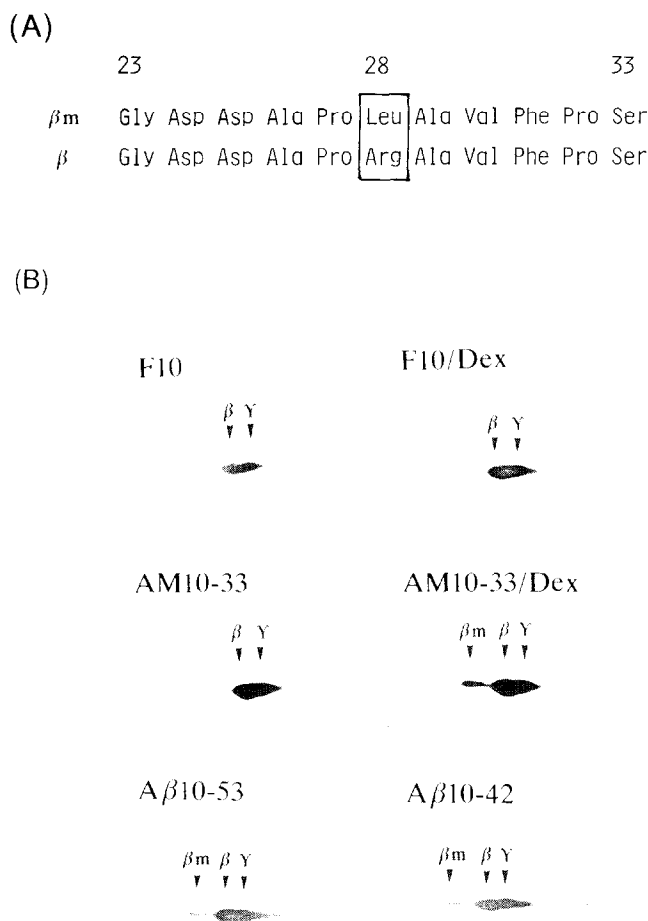 (A)
23 28 33
βm Gly Asp Asp Ala Pro Leu Ala Val Phe Pro Ser
β Gly Asp Asp Ala Pro Arg Ala Val Phe Pro Ser
(B)
F10 F10/Dex
β γ β γ
AM10-33 AM10-33/Dex
β γ βm β γ
Aβ10-53 Aβ10-42
βm β γ βm β γ